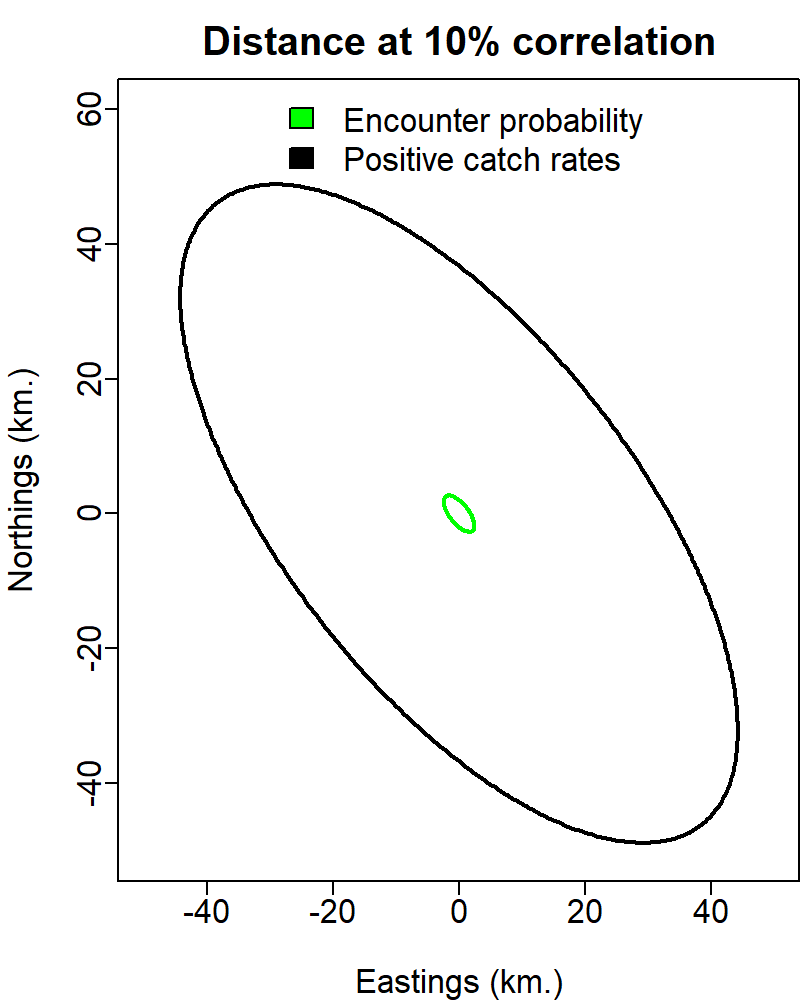 Distance at 10% correlation
Encounter probability
Positive catch rates
60
40
20
0
-20
-40
Northings (km.)
-40 -20 0 20 40
Eastings (km.)